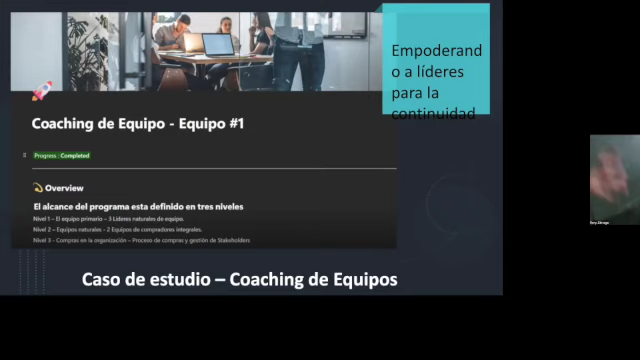 Empoderand
o a líderes
para la
continuidad
Coaching de Equipo - Equipo #1
Progress : Completed
Overview
El alcance del programa esta definido en tres niveles
Nivel 1 – El equipo primario – 3 Líderes naturales de equipo.
Nivel 2 – Equipos naturales - 2 Equipos de compradores integrales.
Nivel 3 - Compras en la organización – Proceso de compras y gestión de Stakeholders
Caso de estudio – Coaching de Equipos